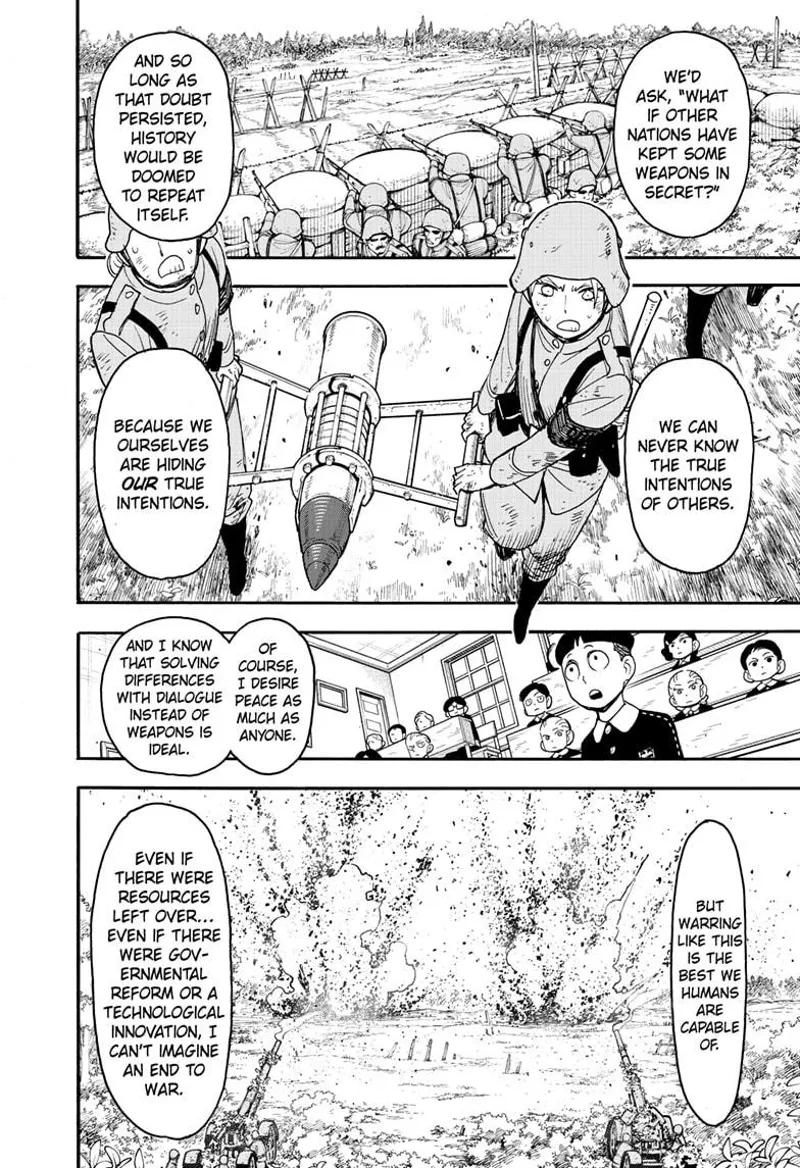 WE'D
ASK, "WHAT
IF OTHER
NATIONS HAVE
KEPT SOME
WEAPONS IN
SECRET?"
AND SO
LONG AS
THAT DOUBT
PERSISTED,
HISTORY
WOULD BE
DOOMED
TO REPEAT
ITSELF.
WE CAN
NEVER KNOW
THE TRUE
INTENTIONS
OF OTHERS.
BECAUSE WE
OURSELVES
ARE HIDING
OUR TRUE
INTENTIONS.
OF
COURSE,
I DESIRE
PEACE AS
MUCH AS
ANYONE.
AND I KNOW
THAT SOLVING
DIFFERENCES
WITH DIALOGUE
INSTEAD OF
WEAPONS IS
IDEAL.
BUT
WARRING
LIKE THIS
IS THE
BEST WE
HUMANS
ARE
CAPABLE
OF.
EVEN IF
THERE WERE
RESOURCES
LEFT OVER...
EVEN IF THERE
WERE GOV-
ERNMENTAL
REFORM OR A
TECHNOLOGICAL
INNOVATION, I
CAN'T IMAGINE
AN END TO
WAR.